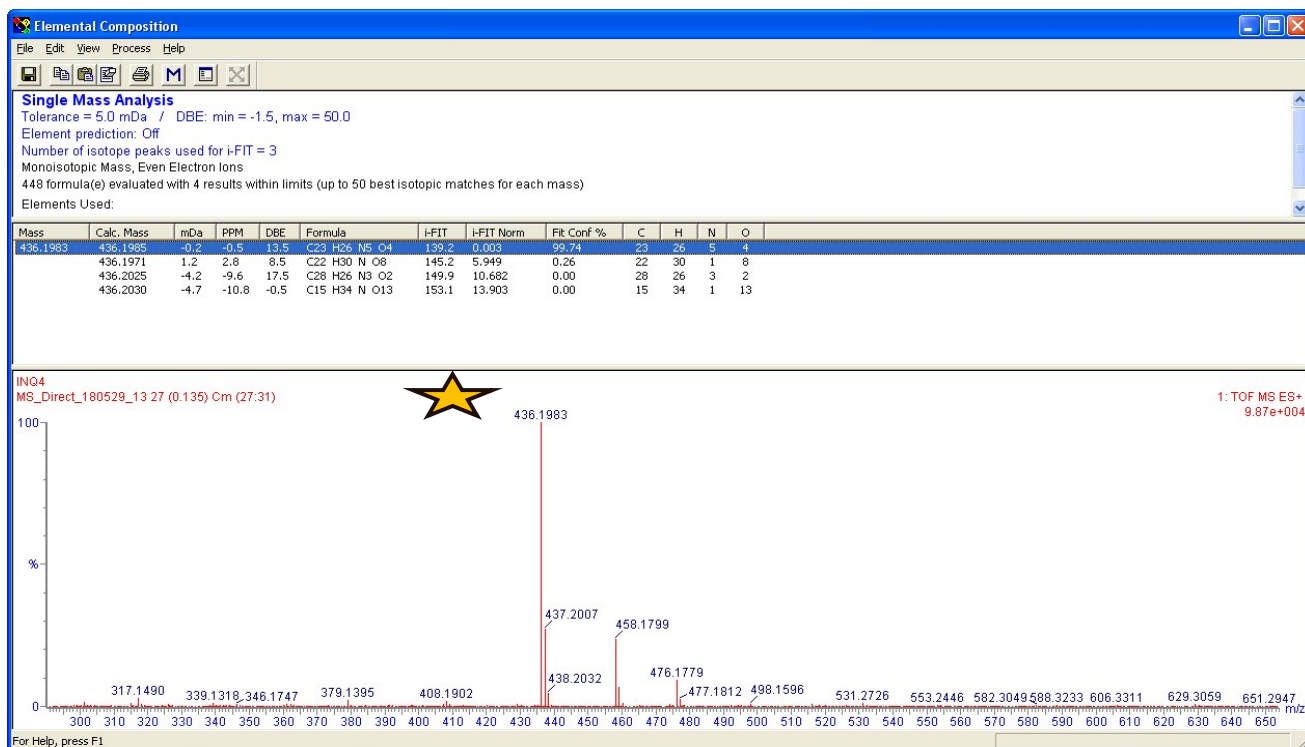 Elemental Composition
File Edit View Process Help
M
Single Mass Analysis
Tolerance = 5.0 mDa / DBE: min = -1.5, max = 50.0
Element prediction: Off
Number of isotope peaks used for i-FIT = 3
Monoisotopic Mass, Even Electron Ions
448 formula(e) evaluated with 4 results within limits (up to 50 best isotopic matches for each mass)
Elements Used:
Mass Calc. Mass mDa PPM DBE Formula i-FIT i-FIT Norm Fit Conf % C H N O
436.1983 436.1985 -0.2 -0.5 13.5 C23 H26 N5 O4 139.2 0.003 99.74 23 26 5 4
436.1971 1.2 2.8 8.5 C22 H30 N O8 145.2 5.949 0.26 22 30 1 8
436.2025 -4.2 -9.6 17.5 C28 H26 N3 O2 149.9 10.682 0.00 28 26 3 2
436.2030 -4.7 -10.8 -0.5 C15 H34 N O13 153.1 13.903 0.00 15 34 1 13
INQ4
MS_Direct_180529_13 27 (0.135) Cm (27:31)
1: TOF MS ES+
9.87e+004
100
436.1983
%
437.2007
458.1799
438.2032
476.1779
317.1490
339.1318
346.1747
379.1395
408.1902
477.1812
498.1596
531.2726
553.2446
582.3049
588.3233
606.3311
629.3059
651.2947
0
m/z
300 310 320 330 340 350 360 370 380 390 400 410 420 430 440 450 460 470 480 490 500 510 520 530 540 550 560 570 580 590 600 610 620 630 640 650
For Help, press F1